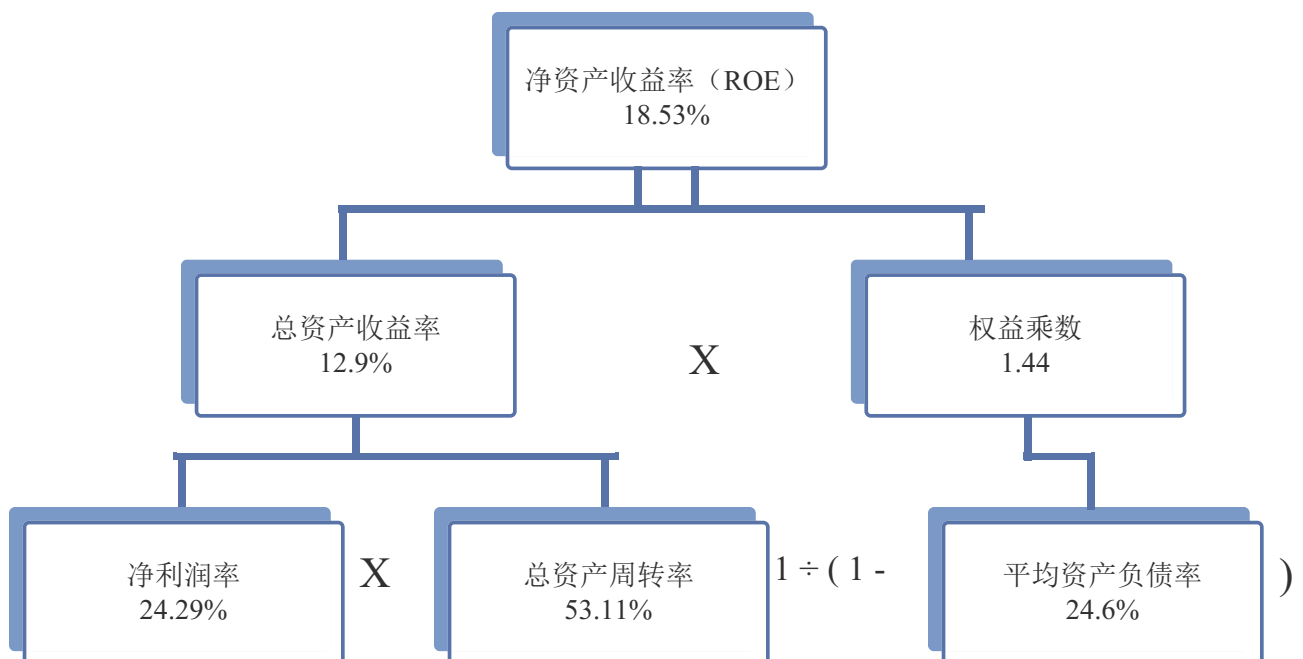 净资产收益率（ROE）
18.53%
总资产收益率
12.9%
X
权益乘数
1.44
净利润率
24.29%
X
总资产周转率
53.11%
1 ÷ ( 1 -
平均资产负债率
24.6%
)